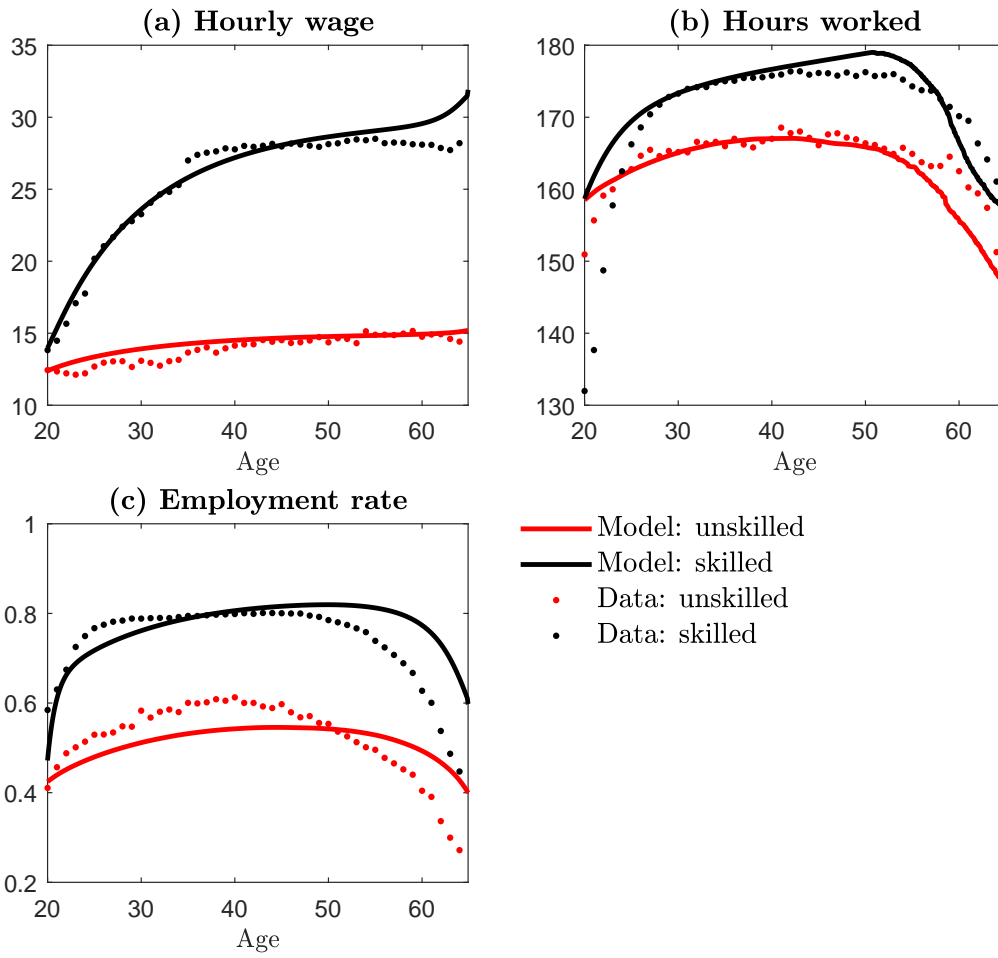 (a) Hourly wage
35
30
25
20
15
10
20 30 40 50 60
Age
(b) Hours worked
180
170
160
150
140
130
20 30 40 50 60
Age
(c) Employment rate
1
0.8
0.6
0.4
0.2
20 30 40 50 60
Age
Model: unskilled
Model: skilled
Data: unskilled
Data: skilled